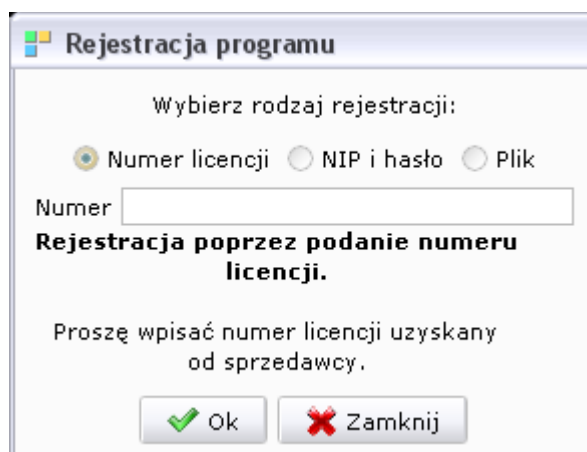 Rejestracja programu
Wybierz rodzaj rejestracji:
Numer licencji NIP i hasło Plik
Numer
Rejestracja poprzez podanie numeru
licencji.
Proszę wpisać numer licencji uzyskany
od sprzedawcy.
Ok Zamknij